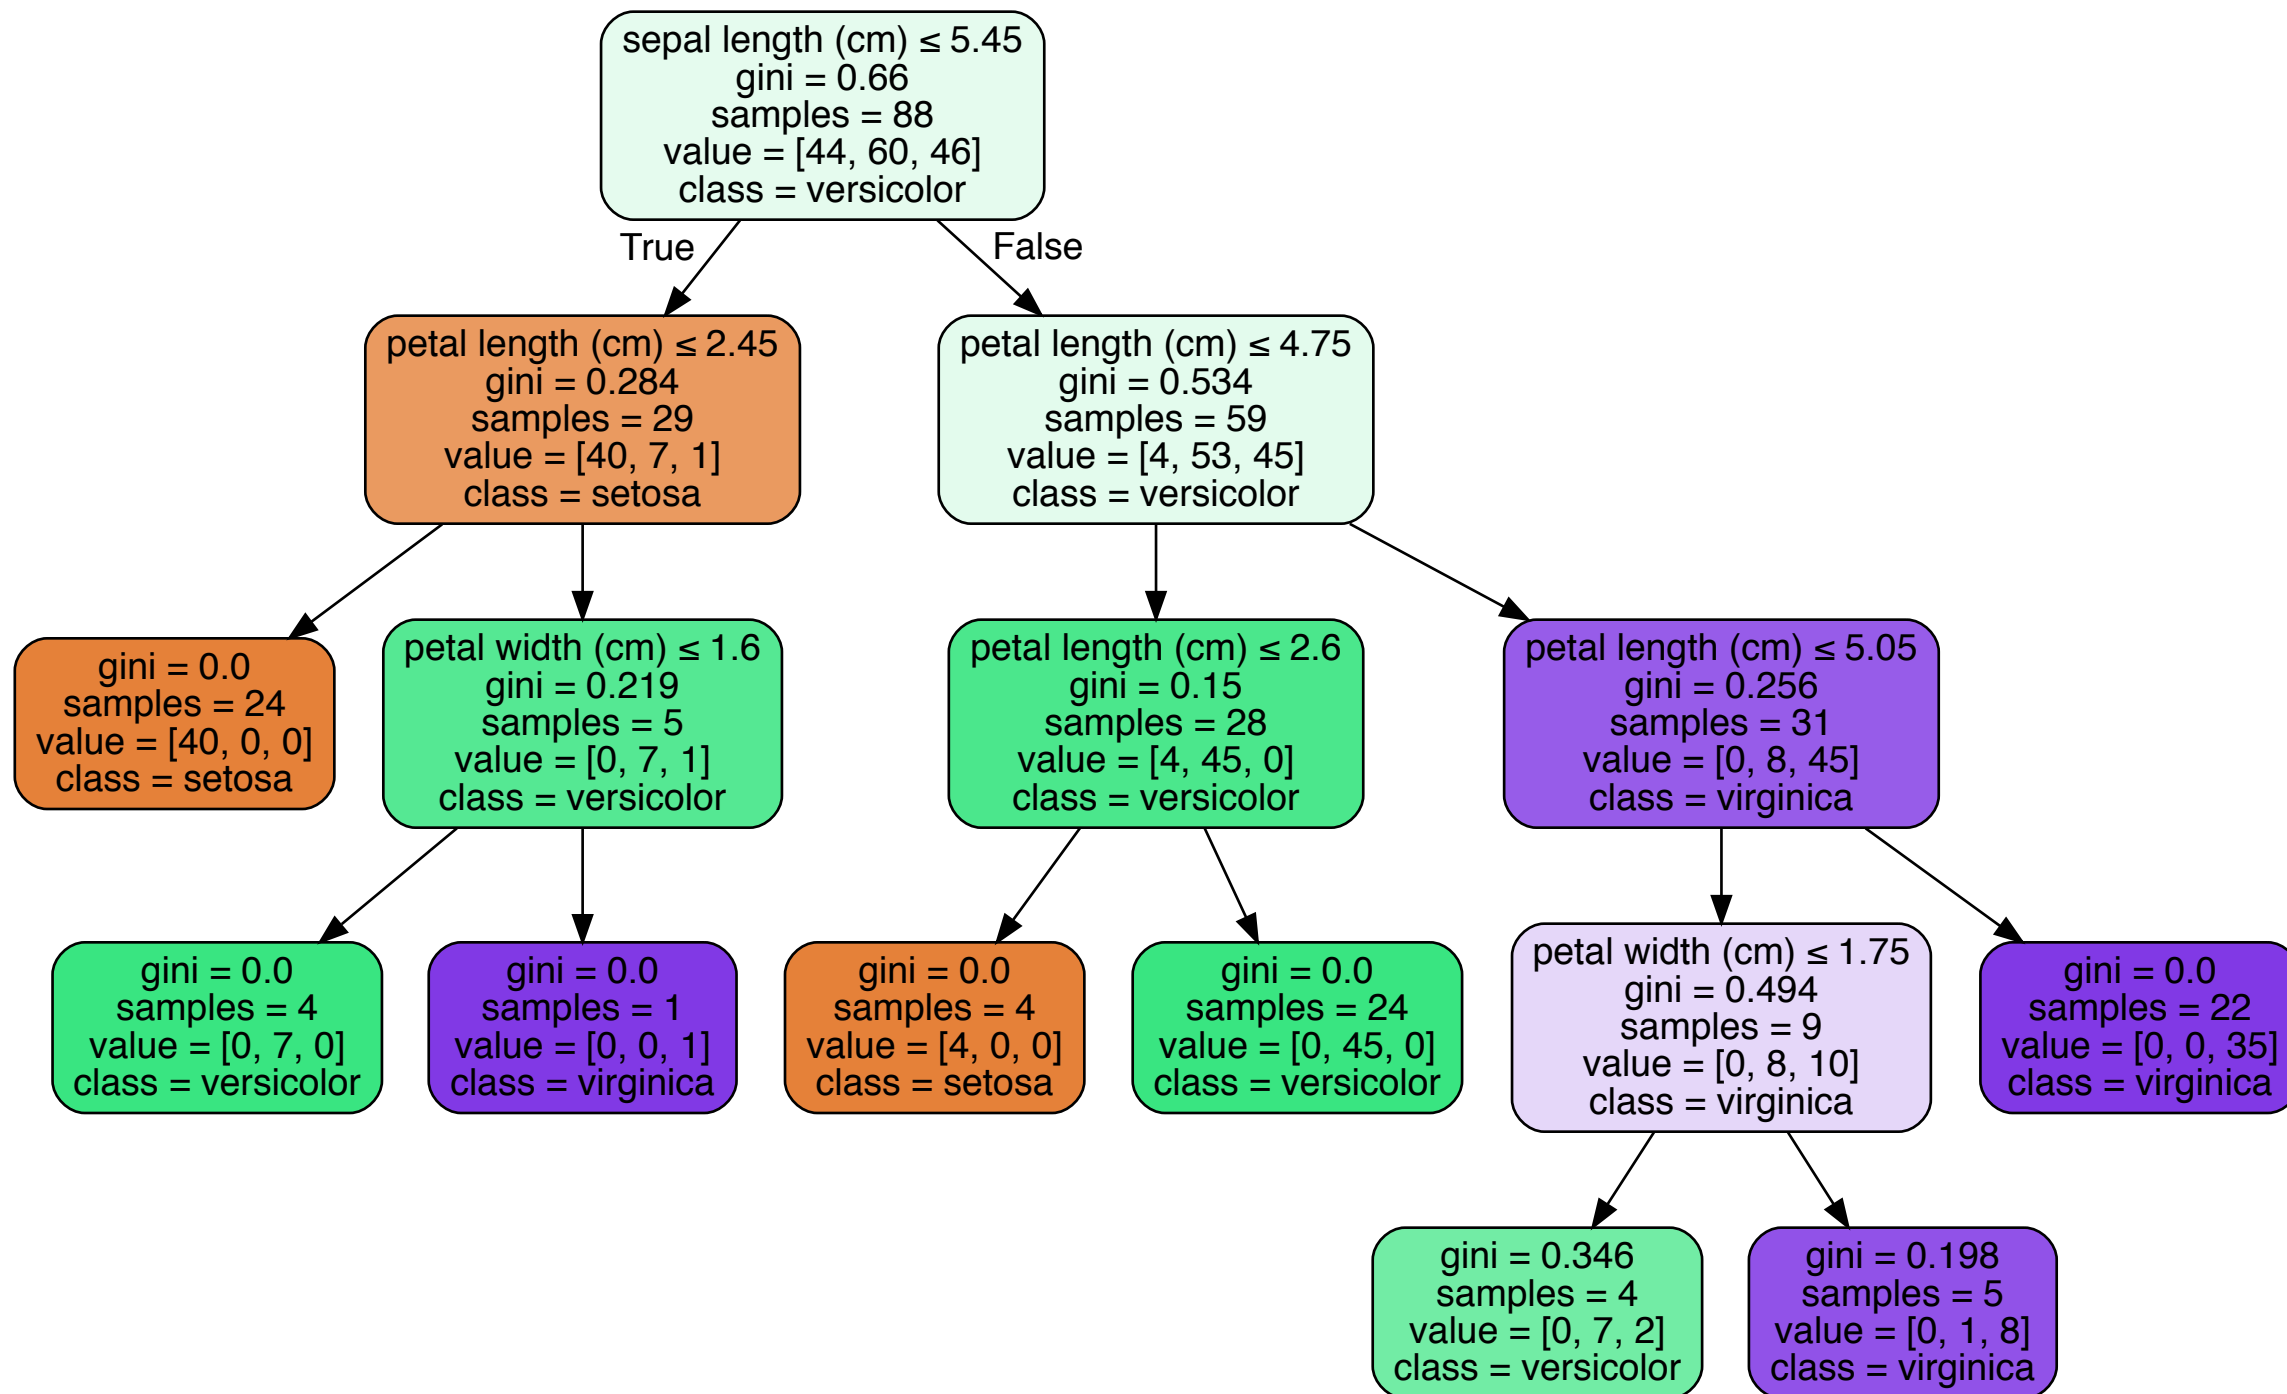 sepal length (cm) ≤ 5.45
gini = 0.66
samples = 88
value = [44, 60, 46]
class = versicolor
True
False
petal length (cm) ≤ 2.45
gini = 0.284
samples = 29
value = [40, 7, 1]
class = setosa
petal length (cm) ≤ 4.75
gini = 0.534
samples = 59
value = [4, 53, 45]
class = versicolor
gini = 0.0
samples = 24
value = [40, 0, 0]
class = setosa
petal width (cm) ≤ 1.6
gini = 0.219
samples = 5
value = [0, 7, 1]
class = versicolor
petal length (cm) ≤ 2.6
gini = 0.15
samples = 28
value = [4, 45, 0]
class = versicolor
petal length (cm) ≤ 5.05
gini = 0.256
samples = 31
value = [0, 8, 45]
class = virginica
gini = 0.0
samples = 4
value = [0, 7, 0]
class = versicolor
gini = 0.0
samples = 1
value = [0, 0, 1]
class = virginica
gini = 0.0
samples = 4
value = [4, 0, 0]
class = setosa
gini = 0.0
samples = 24
value = [0, 45, 0]
class = versicolor
petal width (cm) ≤ 1.75
gini = 0.494
samples = 9
value = [0, 8, 10]
class = virginica
gini = 0.0
samples = 22
value = [0, 0, 35]
class = virginica
gini = 0.346
samples = 4
value = [0, 7, 2]
class = versicolor
gini = 0.198
samples = 5
value = [0, 1, 8]
class = virginica